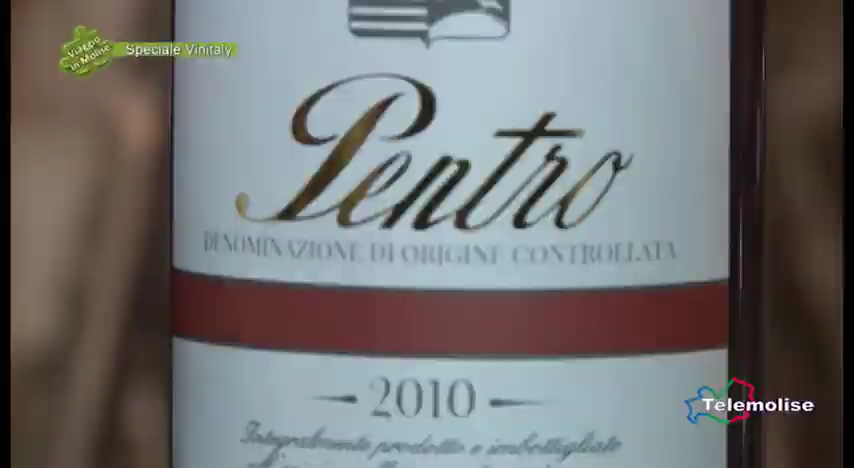 Viaggio
in Molise
Speciale Vinitaly
Pentro
DENOMINAZIONE DI ORIGINE CONTROLLATA
2010
Integralmente prodotto e imbottigliato
Telemolise